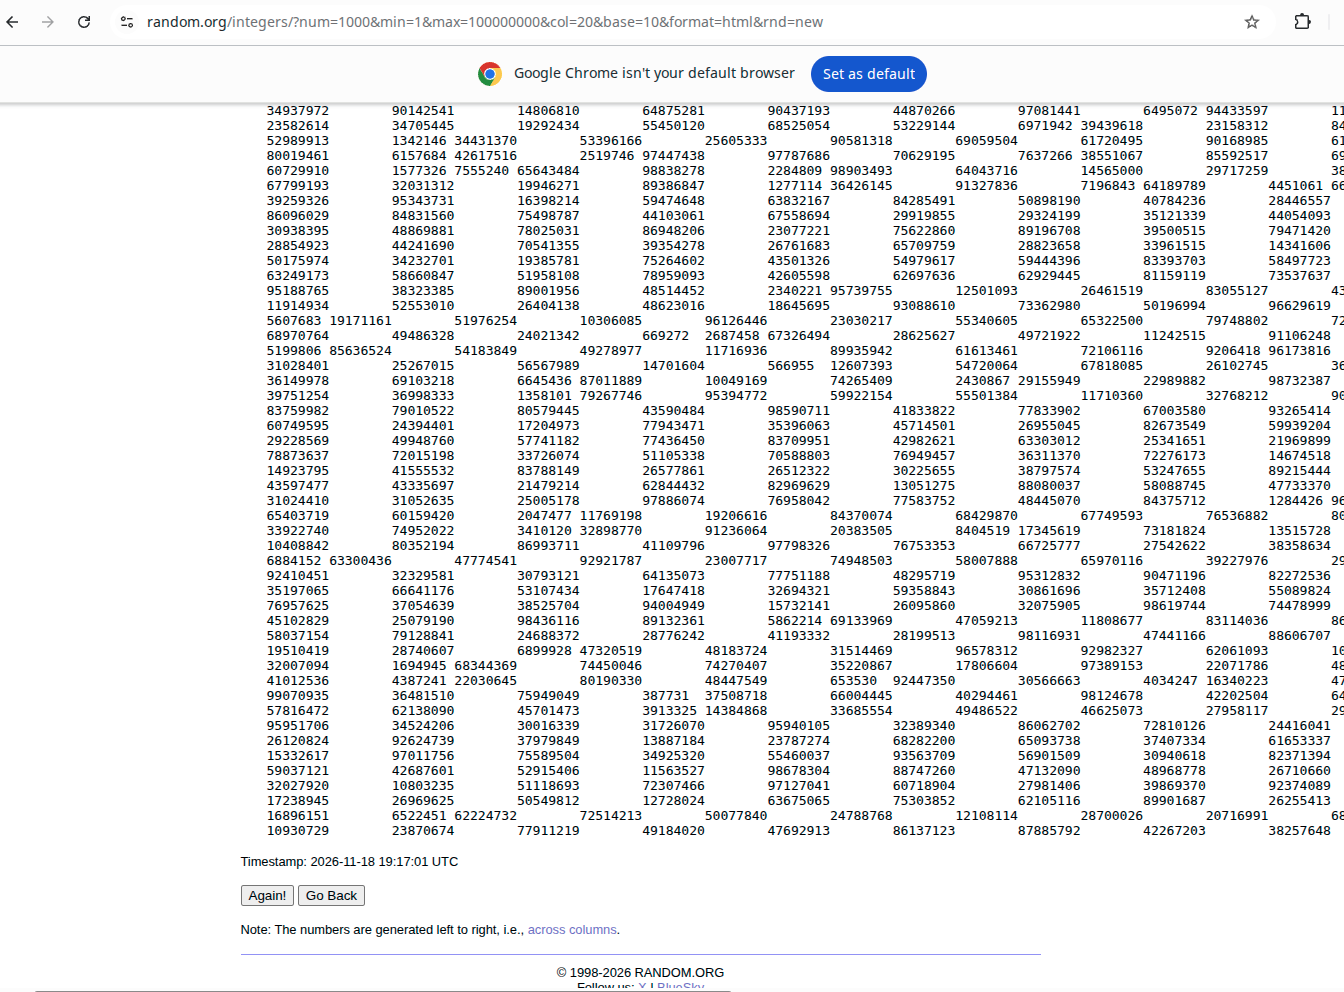 random.org/integers/?num=1000&min=1&max=100000000&col=20&base=10&format=html&rnd=new
Google Chrome isn't your default browser Set as default
34937972 90142541 14806810 64875281 90437193 44870266 97081441 6495072 94433597 11
23582614 34705445 19292434 55450120 68525054 53229144 6971942 39439618 23158312 84
52989913 1342146 34431370 53396166 25605333 90581318 69059504 61720495 90168985 61
80019461 6157684 42617516 2519746 97447438 97787686 70629195 7637266 38551067 85592517 69
60729910 1577326 7555240 65643484 98838278 2284809 98903493 64043716 14565000 29717259 38
67799193 32031312 19946271 89386847 1277114 36426145 91327836 7196843 64189789 4451061 66
39259326 95343731 16398214 59474648 63832167 84285491 50898190 40784236 28446557
86096029 84831560 75498787 44103061 67558694 29919855 29324199 35121339 44054093
30938395 48869881 78025031 86948206 23077221 75622860 89196708 39500515 79471420
28854923 44241690 70541355 39354278 26761683 65709759 28823658 33961515 14341606
50175974 34232701 19385781 75264602 43501326 54979617 59444396 83393703 58497723
63249173 58660847 51958108 78959093 42605598 62697636 62929445 81159119 73537637
95188765 38323385 89001956 48514452 2340221 95739755 12501093 26461519 83055127 43
11914934 52553010 26404138 48623016 18645695 93088610 73362980 50196994 96629619
5607683 19171161 51976254 10306085 96126446 23030217 55340605 65322500 79748802 72
68970764 49486328 24021342 669272 2687458 67326494 28625627 49721922 11242515 91106248
5199806 85636524 54183849 49278977 11716936 89935942 61613461 72106116 9206418 96173816
31028401 25267015 56567989 14701604 566955 12607393 54720064 67818085 26102745 36
36149978 69103218 6645436 87011889 10049169 74265409 2430867 29155949 22989882 98732387
39751254 36998333 1358101 79267746 95394772 59922154 55501384 11710360 32768212 90
83759982 79010522 80579445 43590484 98590711 41833822 77833902 67003580 93265414
60749595 24394401 17204973 77943471 35396063 45714501 26955045 82673549 59939204
29228569 49948760 57741182 77436450 83709951 42982621 63303012 25341651 21969899
78873637 72015198 33726074 51105338 70588803 76949457 36311370 72276173 14674518
14923795 41555532 83788149 26577861 26512322 30225655 38797574 53247655 89215444
43597477 43335697 21479214 62844432 82969629 13051275 88080037 58088745 47733370
31024410 31052635 25005178 97886074 76958042 77583752 48445070 84375712 1284426 96
65403719 60159420 2047477 11769198 19206616 84370074 68429870 67749593 76536882 80
33922740 74952022 3410120 32898770 91236064 20383505 8404519 17345619 73181824 13515728
10408842 80352194 86993711 41109796 97798326 76753353 66725777 27542622 38358634
6884152 63300436 47774541 92921787 23007717 74948503 58007888 65970116 39227976 29
92410451 32329581 30793121 64135073 77751188 48295719 95312832 90471196 82272536
35197065 66641176 53107434 17647418 32694321 59358843 30861696 35712408 55089824
76957625 37054639 38525704 94004949 15732141 26095860 32075905 98619744 74478999
45102829 25079190 98436116 89132361 5862214 69133969 47059213 11808677 83114036 86
58037154 79128841 24688372 28776242 41193332 28199513 98116931 47441166 88606707
19510419 28740607 6899928 47320519 48183724 31514469 96578312 92982327 62061093 10
32007094 1694945 68344369 74450046 74270407 35220867 17806604 97389153 22071786 48
41012536 4387241 22030645 80190330 48447549 653530 92447350 30566663 4034247 16340223 47
99070935 36481510 75949049 387731 37508718 66004445 40294461 98124678 42202504 64
57816472 62138090 45701473 3913325 14384868 33685554 49486522 46625073 27958117 29
95951706 34524206 30016339 31726070 95940105 32389340 86062702 72810126 24416041
26120824 92624739 37979849 13887184 23787274 68282200 65093738 37407334 61653337
15332617 97011756 75589504 34925320 55460037 93563709 56901509 30940618 82371394
59037121 42687601 52915406 11563527 98678304 88747260 47132090 48968778 26710660
32027920 10803235 51118693 72307466 97127041 60718904 27981406 39869370 92374089
17238945 26969625 50549812 12728024 63675065 75303852 62105116 89901687 26255413
16896151 6522451 62224732 72514213 50077840 24788768 12108114 28700026 20716991 68
10930729 23870674 77911219 49184020 47692913 86137123 87885792 42267203 38257648
Timestamp: 2026-11-18 19:17:01 UTC
Again! Go Back
Note: The numbers are generated left to right, i.e., across columns.
© 1998-2026 RANDOM.ORG
Follow us: X | BlueSky